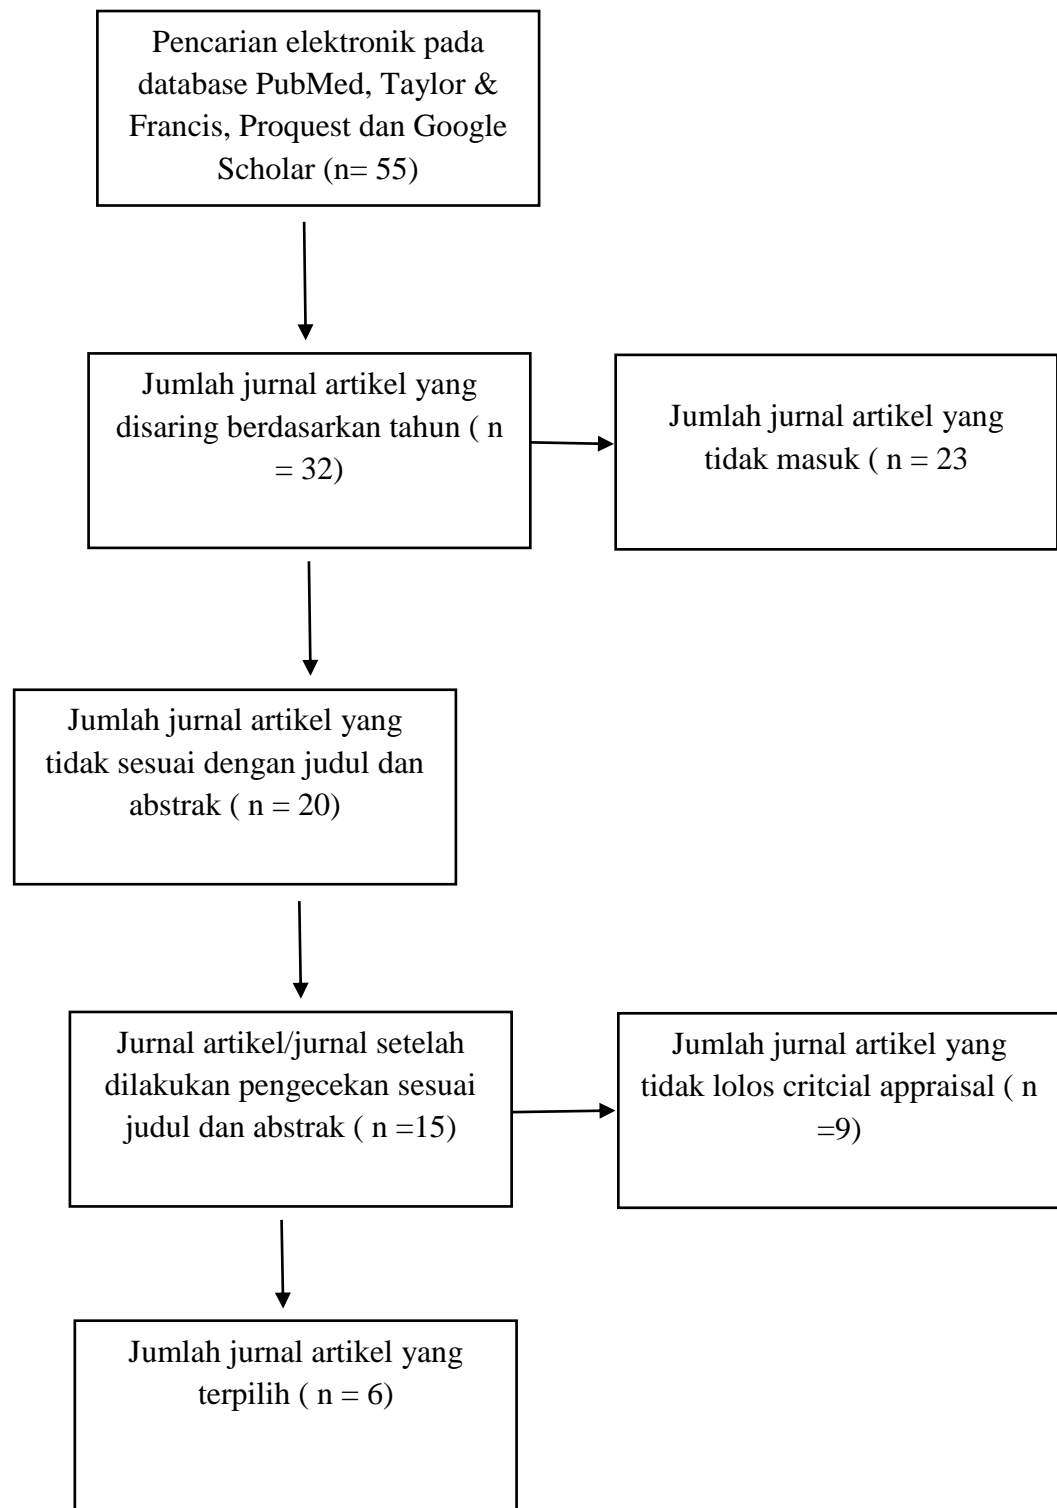 Pencarian elektronik pada
database PubMed, Taylor &
Francis, Proquest dan Google
Scholar (n= 55)
Jumlah jurnal artikel yang
disaring berdasarkan tahun ( n
= 32)
Jumlah jurnal artikel yang
tidak masuk ( n = 23
Jumlah jurnal artikel yang
tidak sesuai dengan judul dan
abstrak ( n = 20)
Jurnal artikel/jurnal setelah
dilakukan pengecekan sesuai
judul dan abstrak ( n =15)
Jumlah jurnal artikel yang
tidak lolos critcial appraisal ( n
=9)
Jumlah jurnal artikel yang
terpilih ( n = 6)